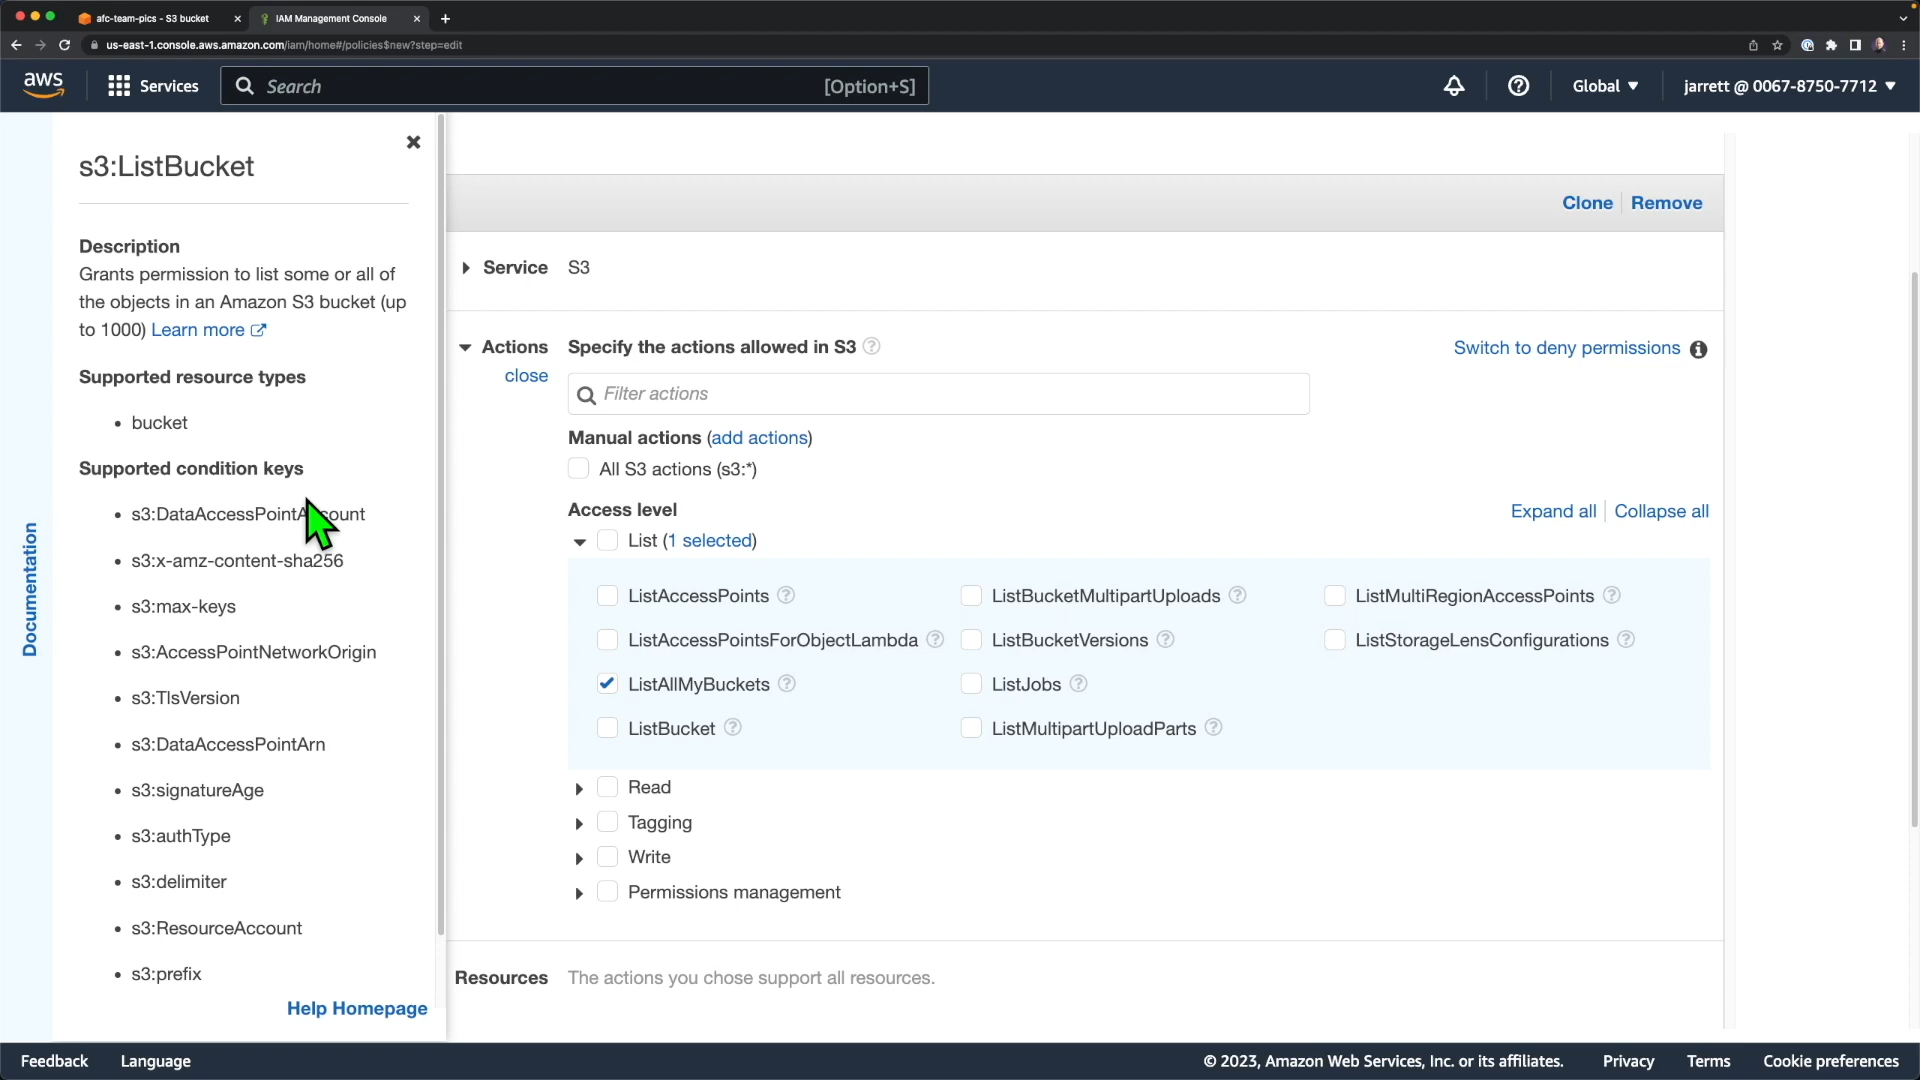 afc-team-pics - S3 bucket
IAM Management Console
us-east-1.console.aws.amazon.com/iam/home#/policies$new?step=edit
aws
Services
Search
[Option+S]
Global
jarrett @ 0067-8750-7712
Documentation
s3:ListBucket
Description
Grants permission to list some or all of
the objects in an Amazon S3 bucket (up
to 1000) Learn more
Supported resource types
• bucket
Supported condition keys
• s3:DataAccessPointA ount
• s3:x-amz-content-sha256
• s3:max-keys
• s3:AccessPointNetworkOrigin
• s3:TlsVersion
• s3:DataAccessPointArn
• s3:signatureAge
• s3:authType
• s3:delimiter
• s3:ResourceAccount
• s3:prefix
Help Homepage
Clone
Remove
Service S3
Actions
close
Specify the actions allowed in S3
Switch to deny permissions
Filter actions
Manual actions (add actions)
All S3 actions (s3:*)
Access level
Expand all
Collapse all
List (1 selected)
ListAccessPoints
ListBucketMultipartUploads
ListMultiRegionAccessPoints
ListAccessPointsForObjectLambda
ListBucketVersions
ListStorageLensConfigurations
ListAllMyBuckets
ListJobs
ListBucket
ListMultipartUploadParts
Read
Tagging
Write
Permissions management
Resources The actions you chose support all resources.
Feedback
Language
© 2023, Amazon Web Services, Inc. or its affiliates.
Privacy
Terms
Cookie preferences